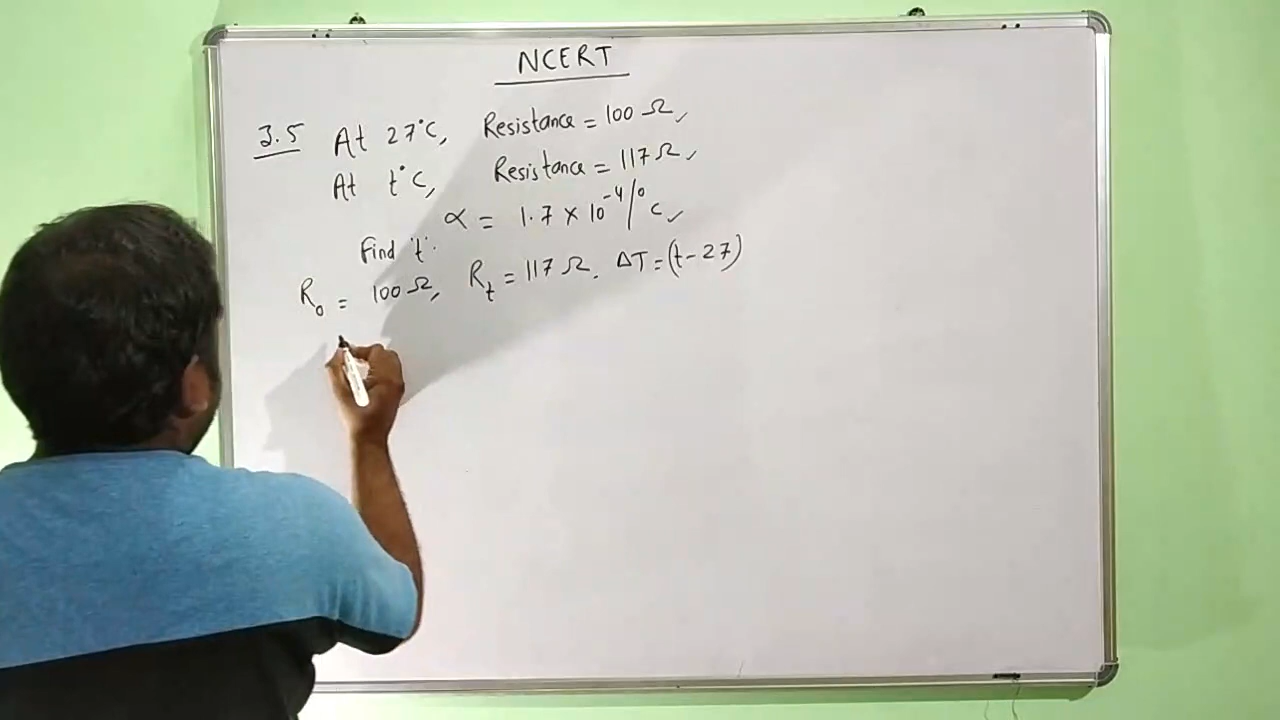 NCERT
3.5 At 27°C, Resistance = 100 Ω,
At t°C, Resistance = 117 Ω,
α = 1.7 × 10⁻⁴/°C,
Find 't'.
R₀ = 100 Ω, Rₜ = 117 Ω. ΔT = (t - 27)